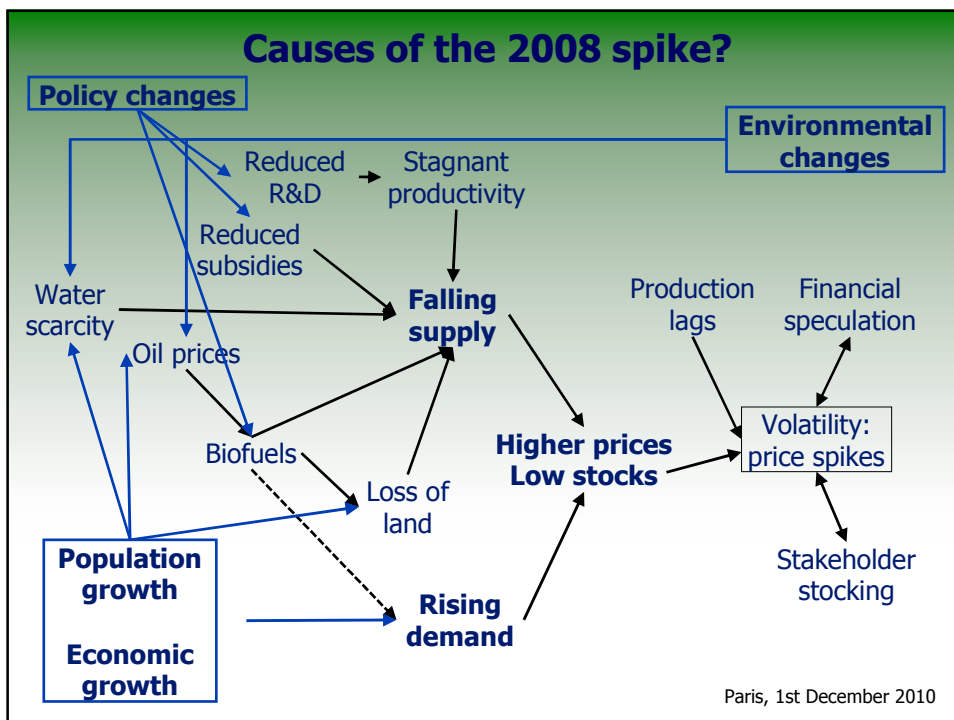 Causes of the 2008 spike?
Policy changes
Environmental
changes
Reduced
R&D
Stagnant
productivity
Reduced
subsidies
Water
scarcity
Falling
supply
Production
lags
Financial
speculation
Oil prices
Biofuels
Higher prices
Low stocks
Volatility:
price spikes
Loss of
land
Population
growth
Economic
growth
Rising
demand
Stakeholder
stocking
Paris, 1st December 2010